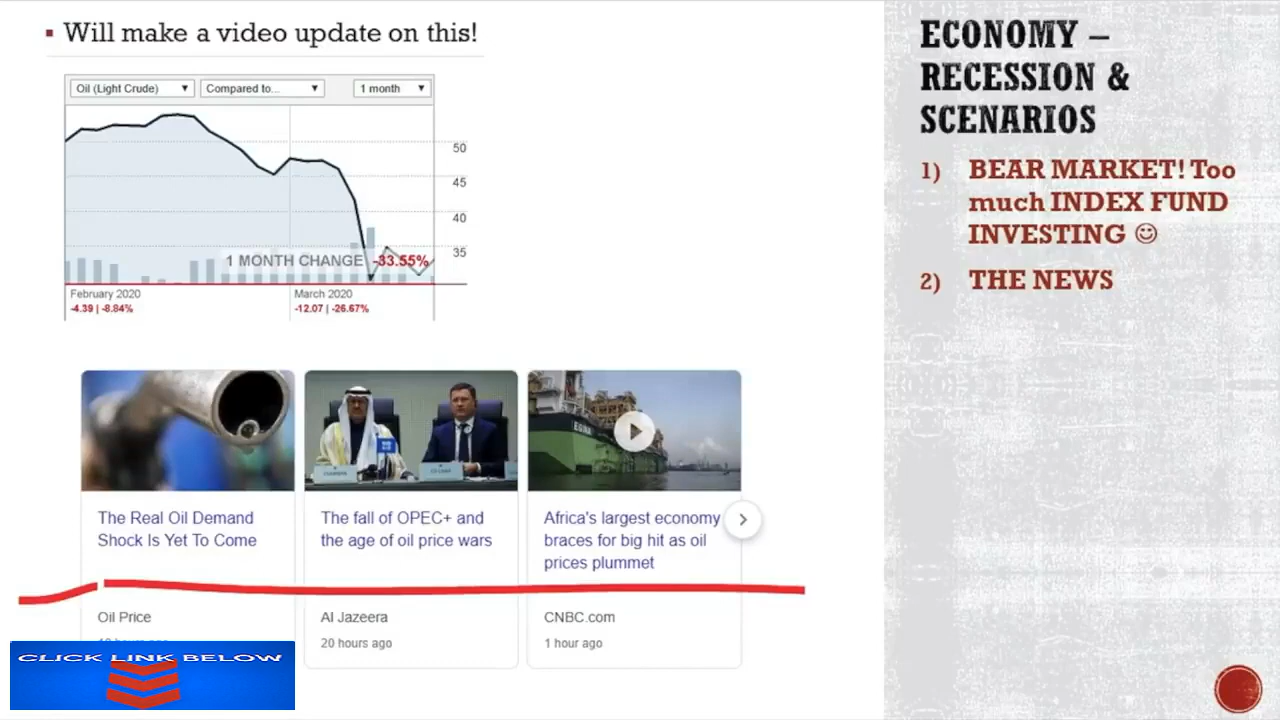 Will make a video update on this!
Oil (Light Crude) Compared to... 1 month
50
45
40
35
1 MONTH CHANGE -33.55%
February 2020 March 2020
-4.39 | -8.84% -12.07 | -26.67%
EGINA
The Real Oil Demand
Shock Is Yet To Come
The fall of OPEC+ and
the age of oil price wars
Africa's largest economy
braces for big hit as oil
prices plummet
Oil Price
Al Jazeera
20 hours ago
CNBC.com
1 hour ago
CLICK LINK BELOW
ECONOMY –
RECESSION &
SCENARIOS
1) BEAR MARKET! Too
much INDEX FUND
INVESTING ☺
2) THE NEWS